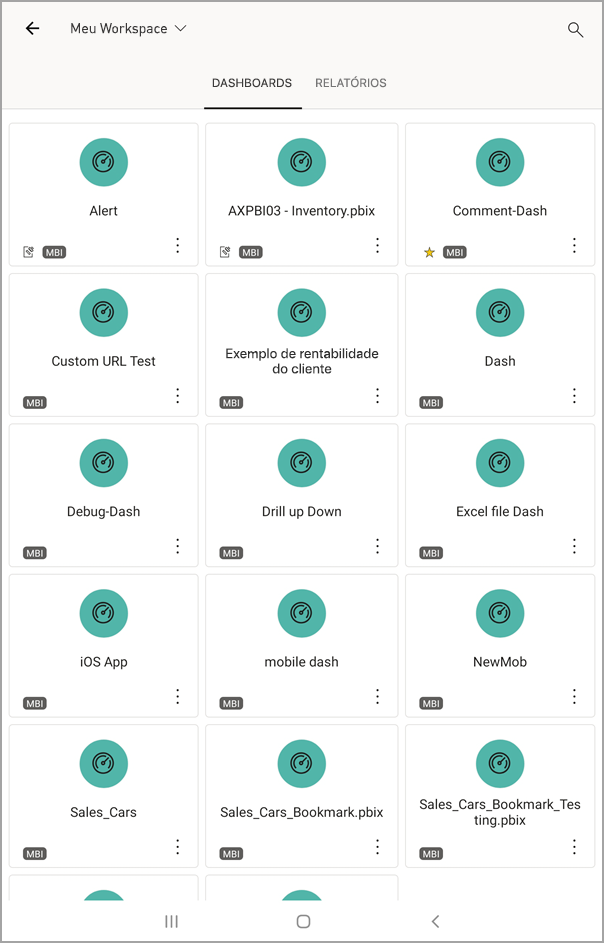 Meu Workspace
DASHBOARDS RELATÓRIOS
Alert
MBI
AXPBI03 - Inventory.pbix
MBI
Comment-Dash
MBI
Custom URL Test
MBI
Exemplo de rentabilidade
do cliente
MBI
Dash
MBI
Debug-Dash
MBI
Drill up Down
MBI
Excel file Dash
MBI
iOS App
MBI
mobile dash
MBI
NewMob
MBI
Sales_Cars
MBI
Sales_Cars_Bookmark.pbix
MBI
Sales_Cars_Bookmark_Tes
ting.pbix
MBI